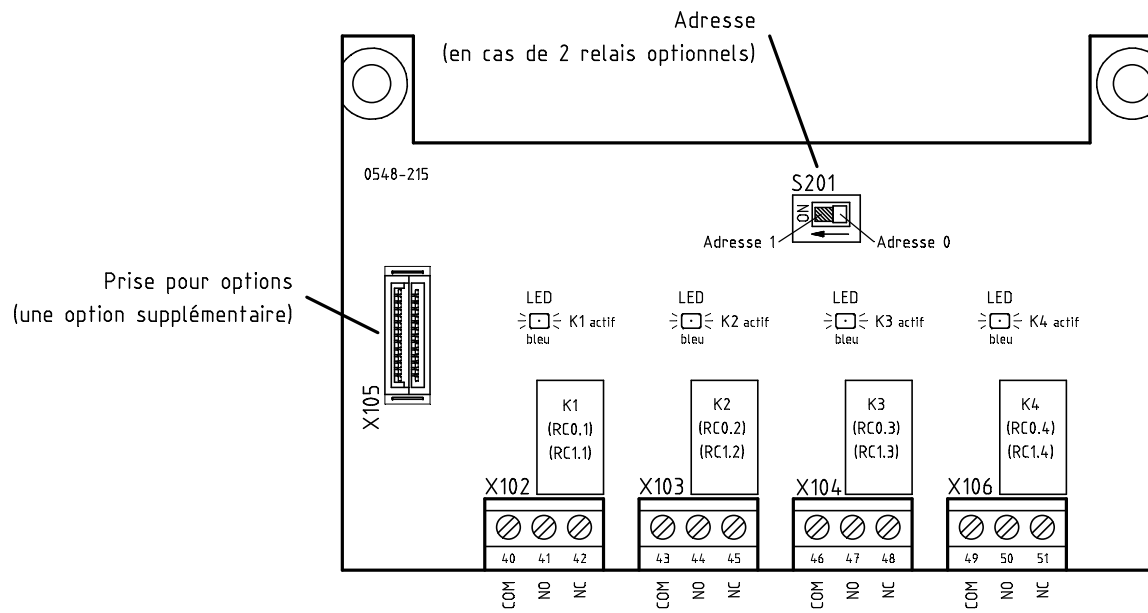 Adresse
(en cas de 2 relais optionnels)
0548-215
S201
ON
Adresse 1
Adresse 0
Prise pour options
(une option supplémentaire)
X105
LED
K1 actif
bleu
LED
K2 actif
bleu
LED
K3 actif
bleu
LED
K4 actif
bleu
K1
(RC0.1)
(RC1.1)
K2
(RC0.2)
(RC1.2)
K3
(RC0.3)
(RC1.3)
K4
(RC0.4)
(RC1.4)
X102
X103
X104
X106
40 41 42
43 44 45
46 47 48
49 50 51
COM NO NC
COM NO NC
COM NO NC
COM NO NC